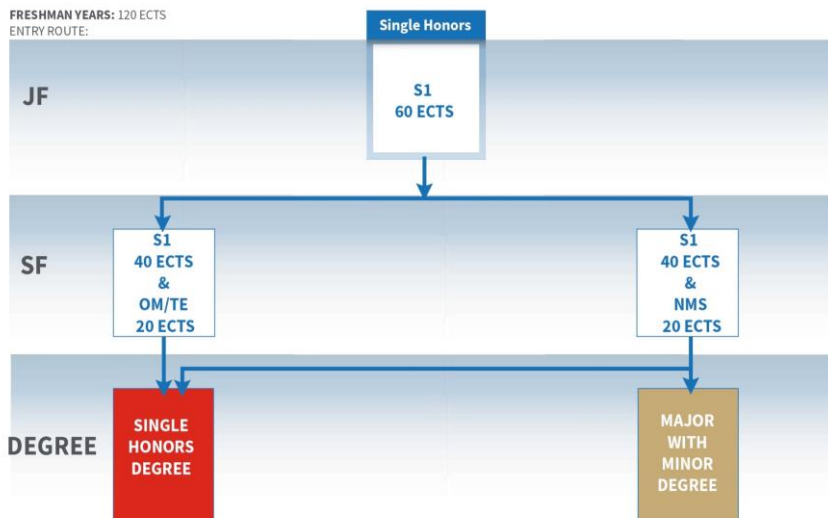 FRESHMAN YEARS: 120 ECTS
ENTRY ROUTE:
Single Honors
JF
S1
60 ECTS
SF
S1
40 ECTS
&
OM/TE
20 ECTS
S1
40 ECTS
&
NMS
20 ECTS
DEGREE
SINGLE
HONORS
DEGREE
MAJOR
WITH
MINOR
DEGREE